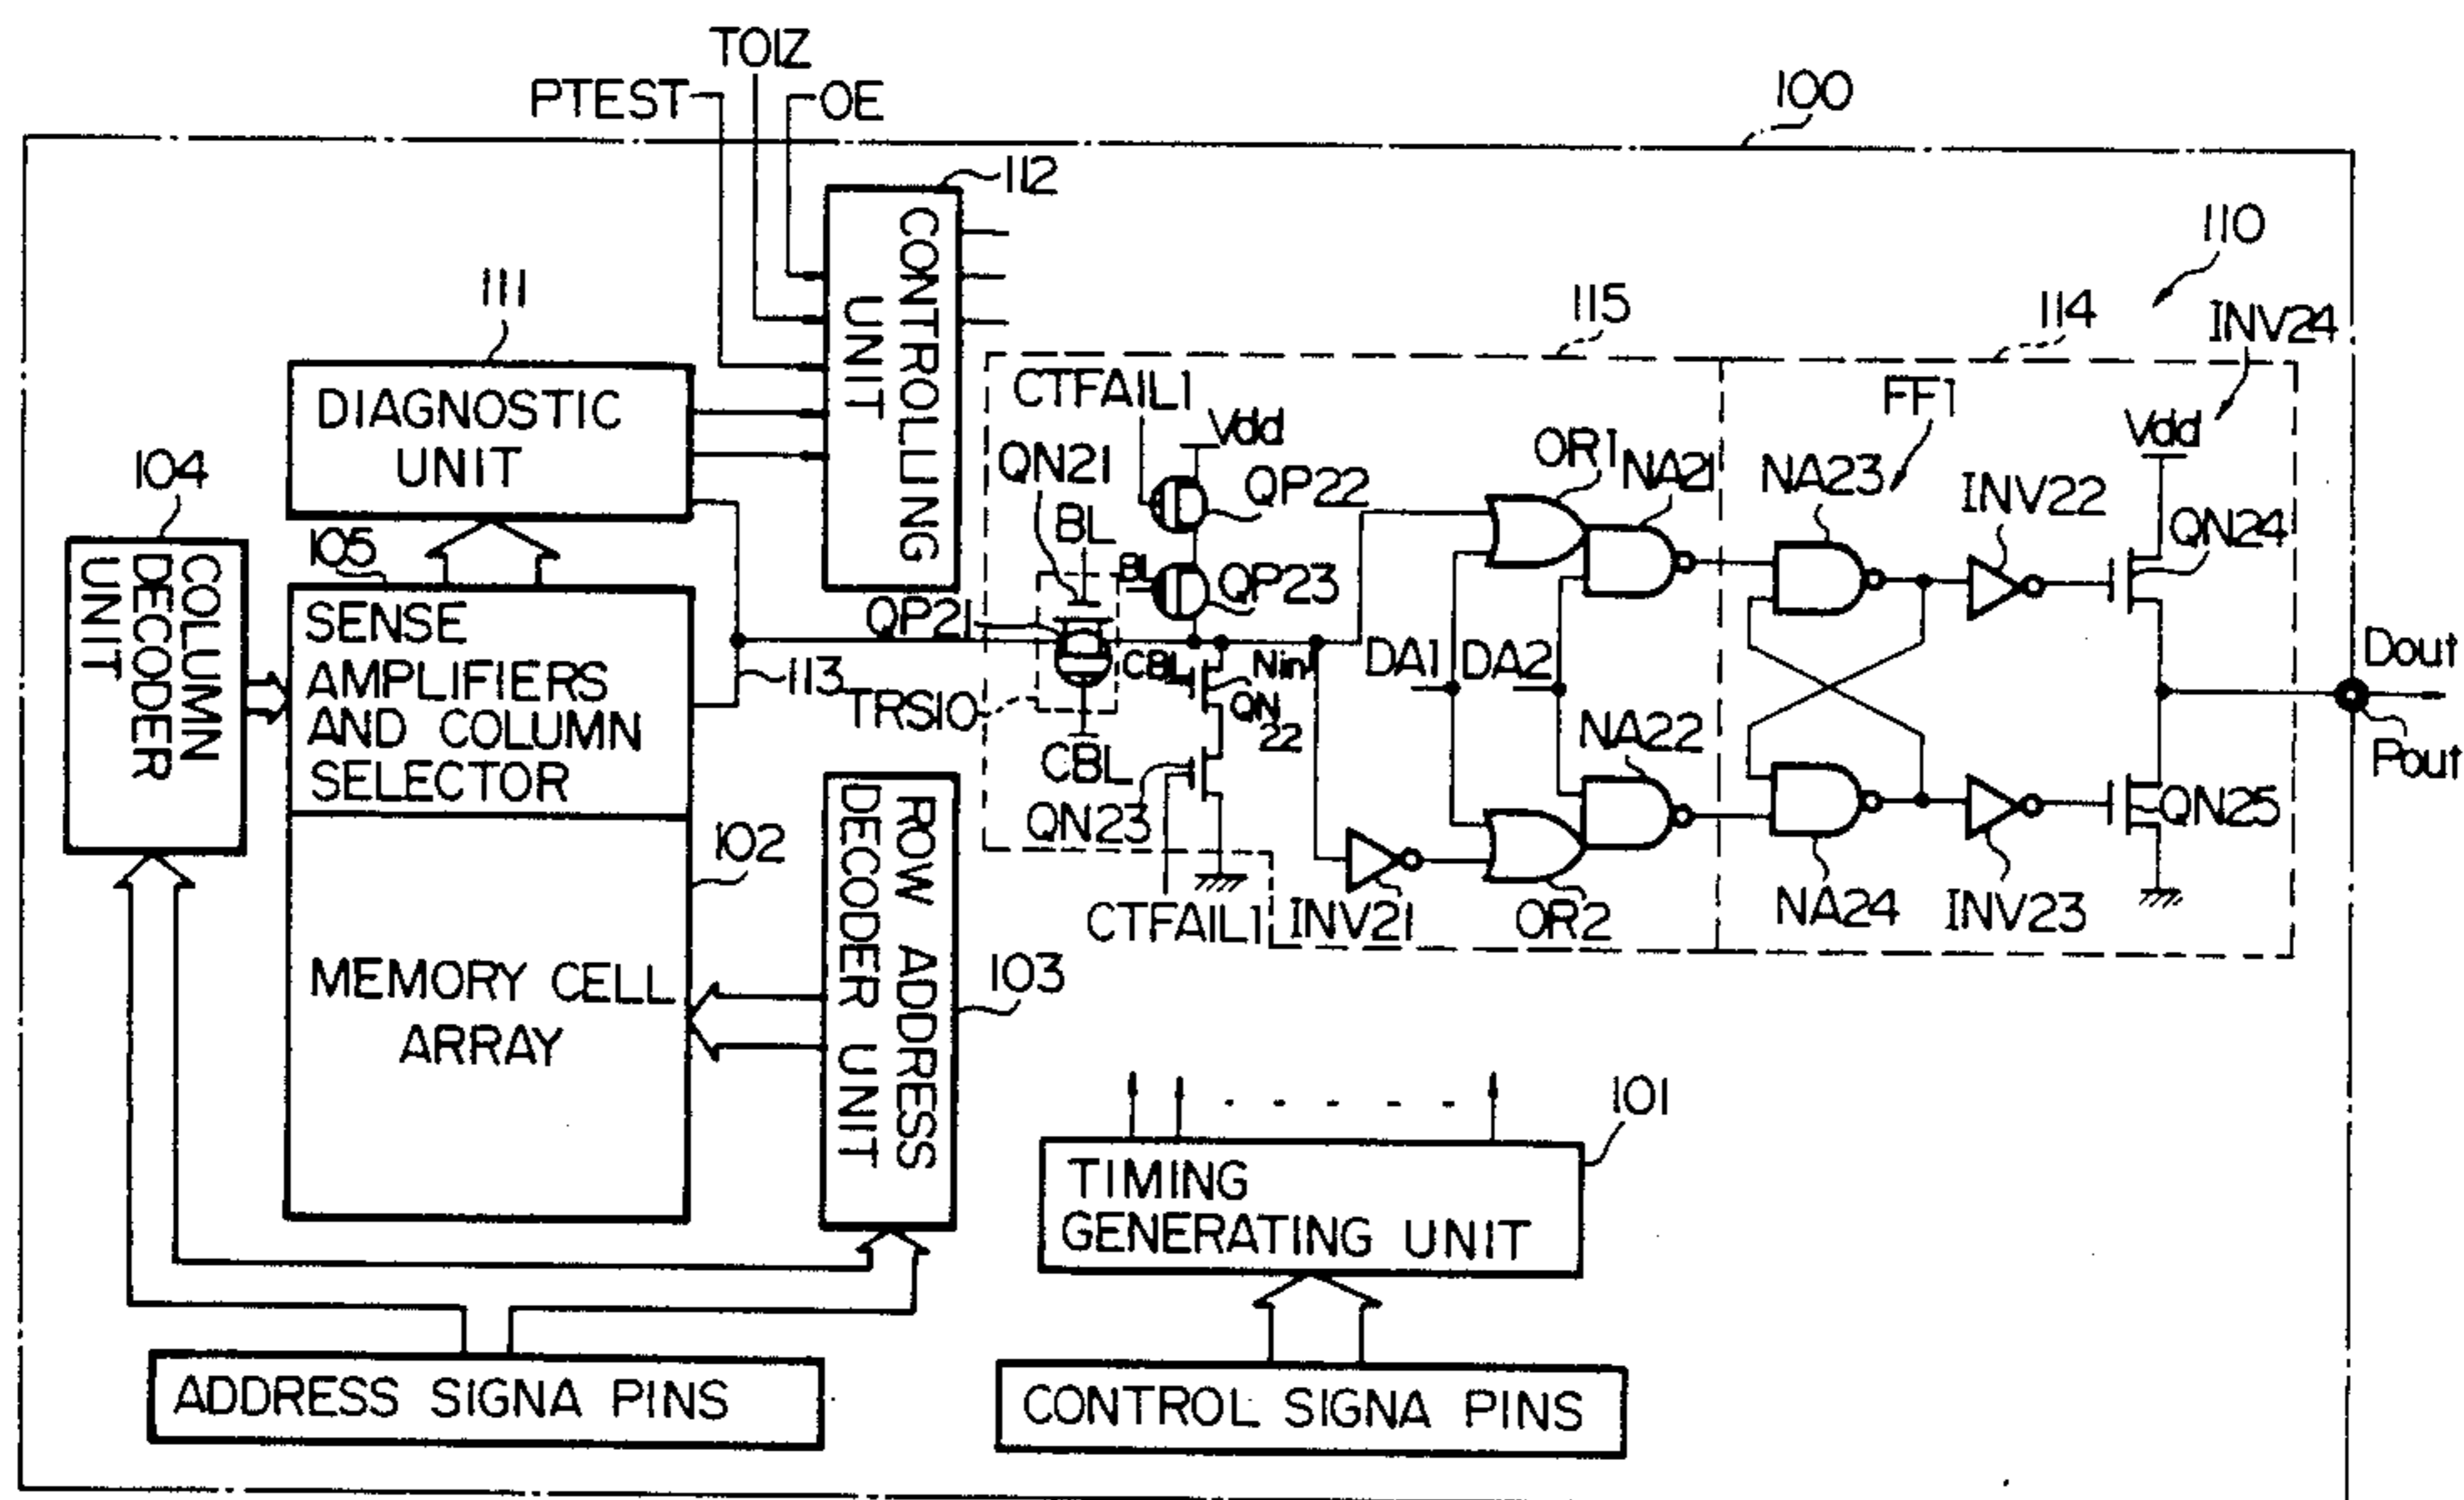 TOIZ
PTEST
OE
100
112
110
111
CONTROLLING
UNIT
115
114
INV24
CTFAIL1
Vdd
FF1
Vdd
DIAGNOSTIC
UNIT
104
QN21
QP22
OR1
NA21
NA23
INV22
QN24
BL
105
BL
QP23
COLUMN
DECODER
UNIT
SENSE
AMPLIFIERS
AND COLUMN
SELECTOR
QP21
CBL
Nin
DA1
DA2
Dout
113
TRS10
QN
22
NA22
Pout
CBL
QN23
QN25
102
ROW ADDRESS
DECODER UNIT
CTFAIL1
INV21
OR2
NA24
INV23
MEMORY CELL
ARRAY
103
101
TIMING
GENERATING UNIT
ADDRESS SIGNA PINS
CONTROL SIGNA PINS